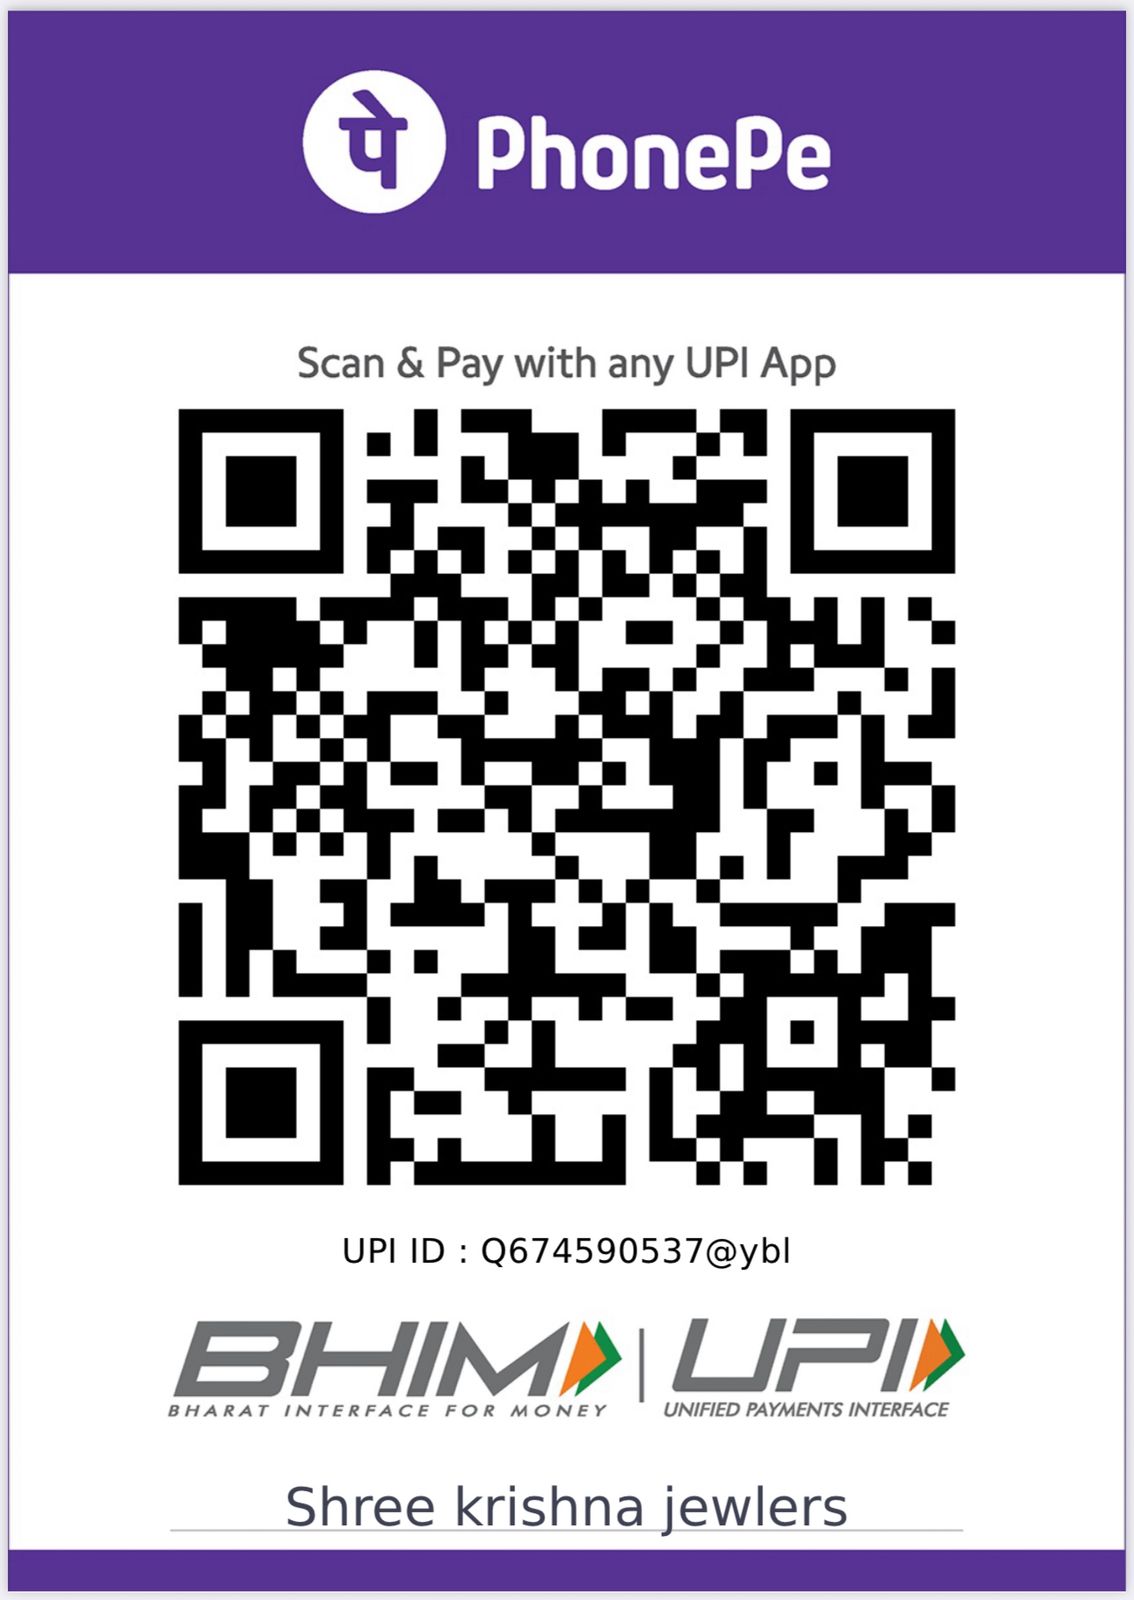 पे PhonePe
Scan & Pay with any UPI App
UPI ID : Q674590537@ybl
BHIM UPI
BHARAT INTERFACE FOR MONEY UNIFIED PAYMENTS INTERFACE
Shree krishna jewlers